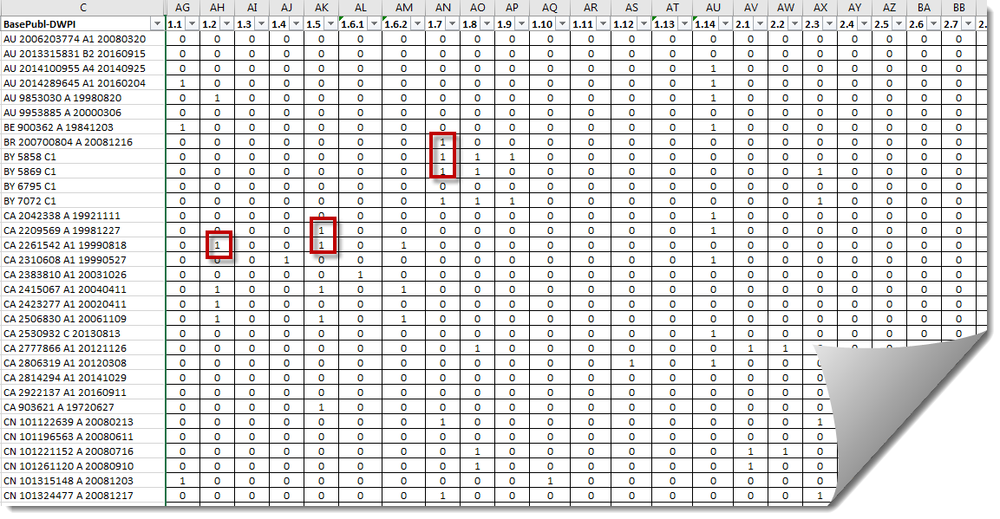 C AG AH AI AJ AK AL AM AN AO AP AQ AR AS AT AU AV AW AX AY AZ BA BB
BasePubl-DWPI 1.1 1.2 1.3 1.4 1.5 1.6.1 1.6.2 1.7 1.8 1.9 1.10 1.11 1.12 1.13 1.14 2.1 2.2 2.3 2.4 2.5 2.6 2.7 2.
AU 2006203774 A1 20080320 0 0 0 0 0 0 0 0 0 0 0 0 0 0 0 0 0 0 0 0 0 0
AU 2013315831 B2 20160915 0 0 0 0 0 0 0 0 0 0 0 0 0 0 0 0 0 0 0 0 0 0
AU 2014100955 A4 20140925 0 0 0 0 0 0 0 0 0 0 0 0 0 0 1 0 0 0 0 0 0 0
AU 2014289645 A1 20160204 1 0 0 0 0 0 0 0 0 0 0 0 0 0 1 0 0 0 0 0 0 0
AU 9853030 A 19980820 0 1 0 0 0 0 0 0 0 0 0 0 0 0 1 0 0 0 0 0 0 0
AU 9953885 A 20000306 0 0 0 0 0 0 0 0 0 0 0 0 0 0 0 0 0 0 0 0 0 0
BE 900362 A 19841203 1 0 0 0 0 0 0 0 0 0 0 0 0 0 1 0 0 0 0 0 0 0
BR 200700804 A 20081216 0 0 0 0 0 0 0 1 0 0 0 0 0 0 0 0 0 0 0 0 0 0
BY 5858 C1 0 0 0 0 0 0 0 1 1 1 0 0 0 0 0 0 0 0 0 0 0 0
BY 5869 C1 0 0 0 0 0 0 0 1 1 0 0 0 0 0 0 0 0 1 0 0 0 0
BY 6795 C1 0 0 0 0 0 0 0 0 0 0 0 0 0 0 0 0 0 0 0 0 0 0
BY 7072 C1 0 0 0 0 0 0 0 1 1 1 0 0 0 0 0 0 0 1 0 0 0 0
CA 2042338 A 19921111 0 0 0 0 0 0 0 0 0 0 0 0 0 0 1 0 0 0 0 0 0 0
CA 2209569 A 19981227 0 0 0 0 1 0 0 0 0 0 0 0 0 0 1 0 0 0 0 0 0 0
CA 2261542 A1 19990818 0 1 0 0 1 0 1 0 0 0 0 0 0 0 0 0 0 0 0 0 0 0
CA 2310608 A1 19990527 0 0 0 1 0 0 0 0 0 0 0 0 0 0 1 0 0 0 0 0 0 0
CA 2383810 A1 20031026 0 0 0 0 0 1 0 0 0 0 0 0 0 0 0 0 0 0 0 0 0 0
CA 2415067 A1 20040411 0 1 0 0 1 0 1 0 0 0 0 0 0 0 0 0 0 0 0 0 0 0
CA 2423277 A1 20020411 0 1 0 0 0 0 0 0 0 0 0 0 0 0 0 0 0 0 0 0 0 0
CA 2506830 A1 20061109 0 1 0 0 1 0 1 0 0 0 0 0 0 0 0 0 0 0 0 0 0 0
CA 2530932 C 20130813 0 0 0 0 0 0 0 0 0 0 0 0 0 0 1 0 0 0 0 0 0 0
CA 2777866 A1 20121126 0 0 0 0 0 0 0 0 1 0 0 0 0 0 0 1 1
CA 2806319 A1 20120308 0 0 0 0 0 0 0 0 0 0 0 0 1 0 1 0 0
CA 2814294 A1 20141029 0 0 0 0 0 0 0 0 0 0 0 0 0 0 0 0 0
CA 2922137 A1 20160911 0 0 0 0 0 0 0 0 0 0 0 0 0 0 0 0 0
CA 903621 A 19720627 0 0 0 0 1 0 0 0 0 0 0 0 0 0 0 0 0 0
CN 101122639 A 20080213 0 0 0 0 0 0 0 1 0 0 0 0 0 0 0 0 0 1
CN 101196563 A 20080611 0 0 0 0 0 0 0 0 0 0 0 0 0 0 0 0 0 0
CN 101221152 A 20080716 0 0 0 0 0 0 0 0 1 0 0 0 0 0 0 1 1 0
CN 101261120 A 20080910 0 0 0 0 0 0 0 0 1 0 0 0 0 0 0 1 0 0
CN 101315148 A 20081203 1 0 0 0 0 0 0 0 0 0 1 0 0 0 0 0 0 0
CN 101324477 A 20081217 0 0 0 0 0 0 0 1 0 0 0 0 0 0 0 0 0 1